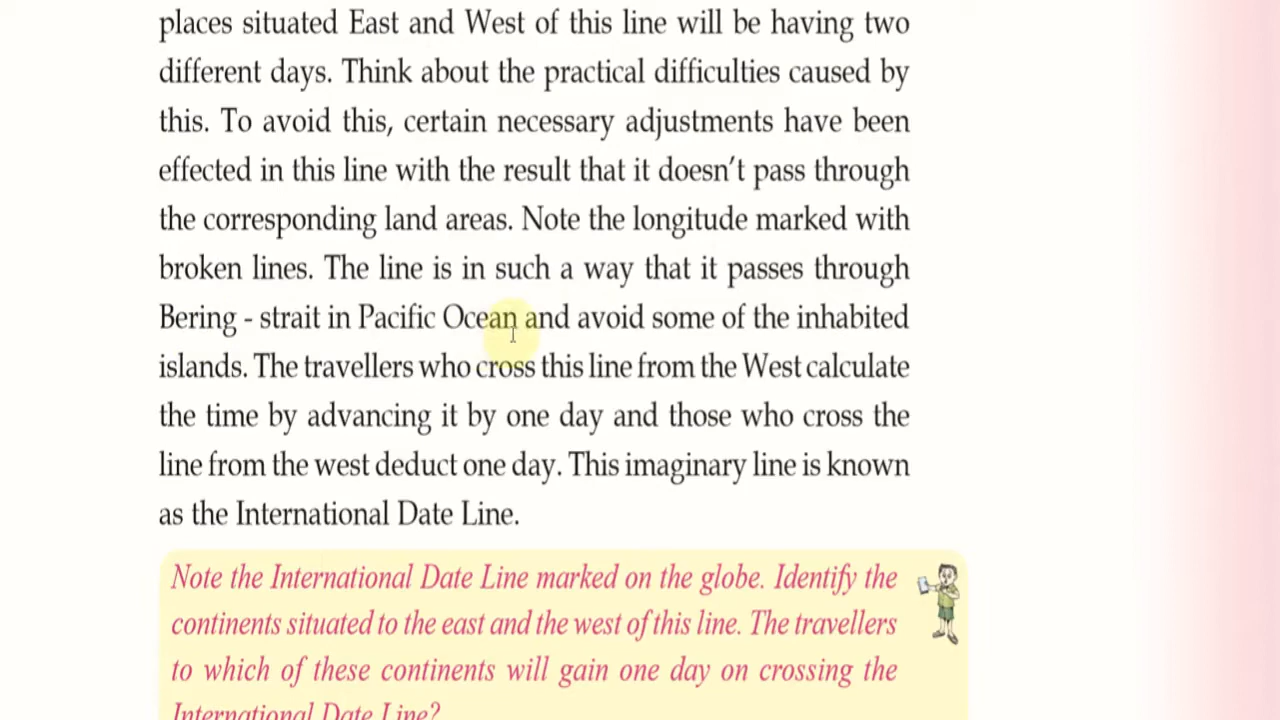 places situated East and West of this line will be having two
different days. Think about the practical difficulties caused by
this. To avoid this, certain necessary adjustments have been
effected in this line with the result that it doesn't pass through
the corresponding land areas. Note the longitude marked with
broken lines. The line is in such a way that it passes through
Bering - strait in Pacific Ocean and avoid some of the inhabited
islands. The travellers who cross this line from the West calculate
the time by advancing it by one day and those who cross the
line from the west deduct one day. This imaginary line is known
as the International Date Line.
Note the International Date Line marked on the globe. Identify the
continents situated to the east and the west of this line. The travellers
to which of these continents will gain one day on crossing the
International Date Line?